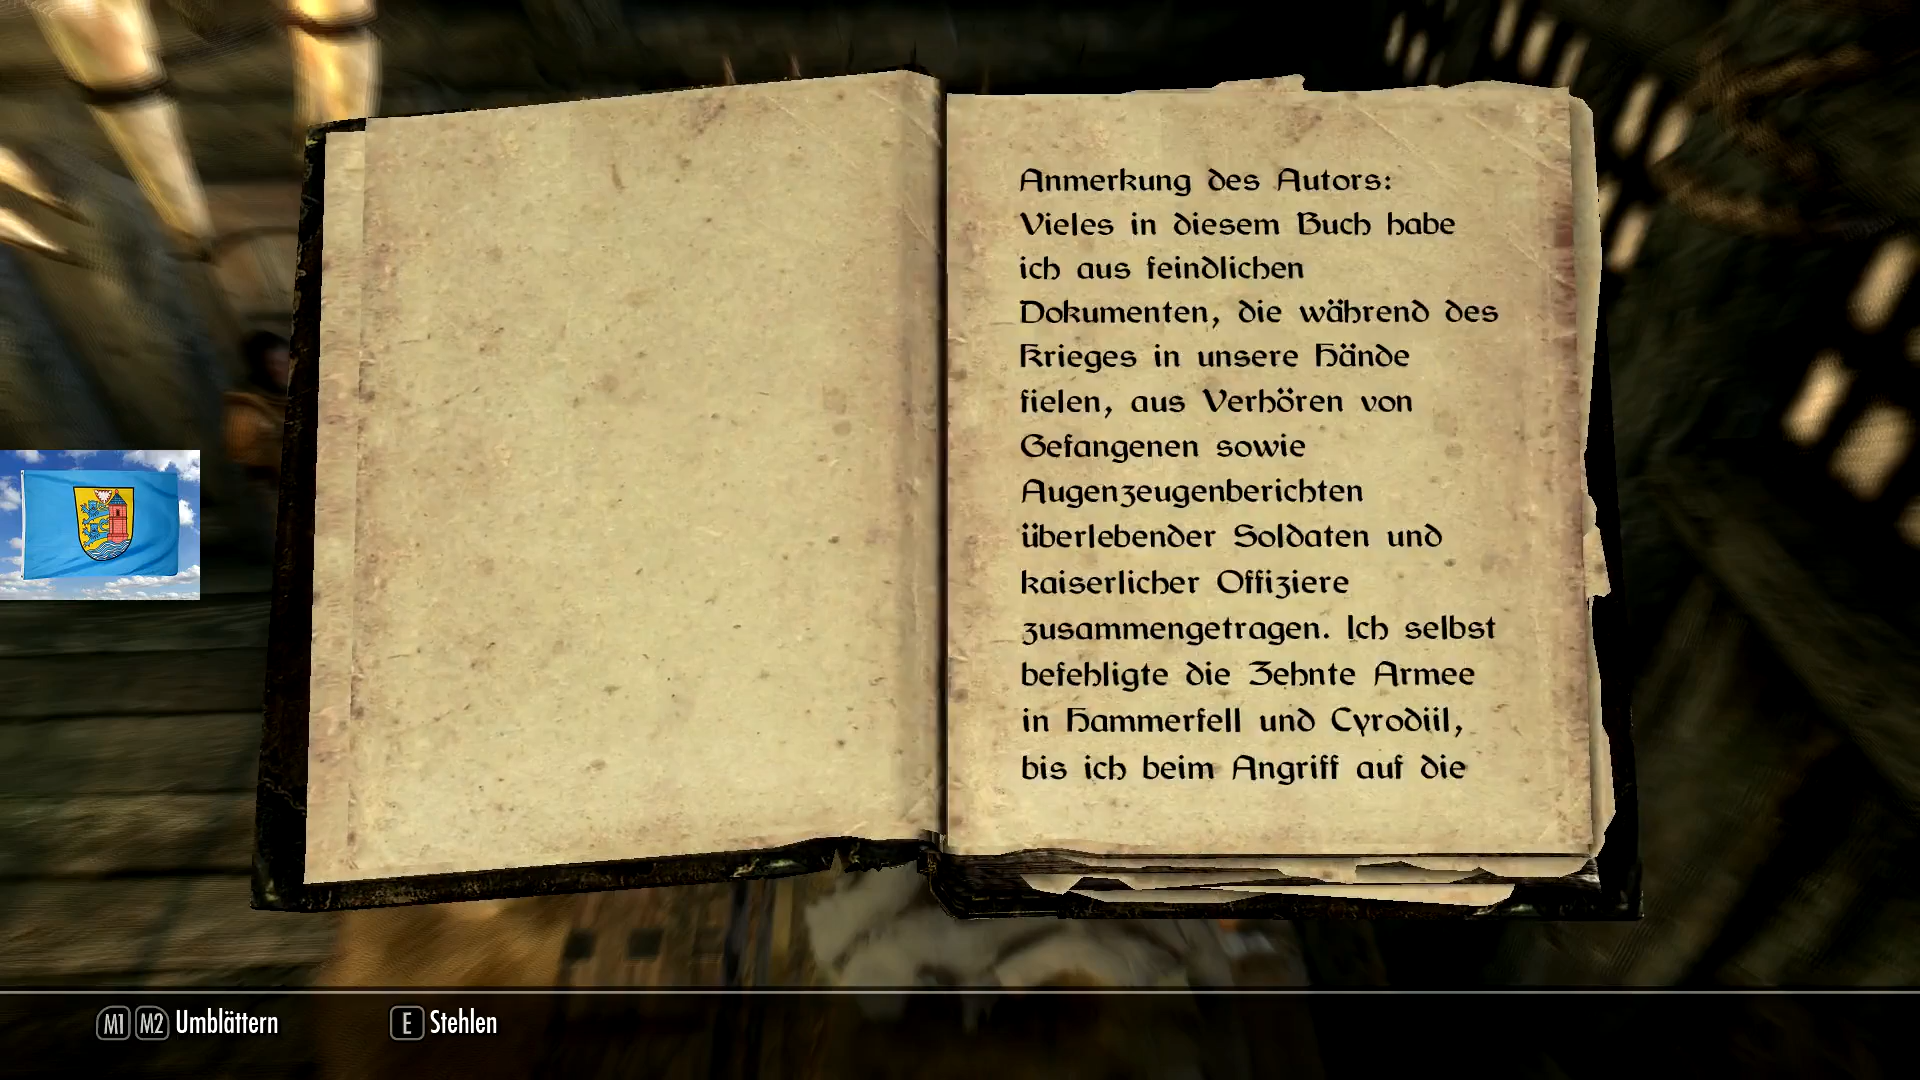 Anmerkung des Autors:
Vieles in diesem Buch habe
ich aus feindlichen
Dokumenten, die während des
Krieges in unsere Hände
fielen, aus Verhören von
Gefangenen sowie
Augenzeugenberichten
überlebender Soldaten und
kaiserlicher Offiziere
zusammengetragen. Ich selbst
befehligte die Zehnte Armee
in Hammerfell und Cyrodiil,
bis ich beim Angriff auf die
M1 M2 Umblättern
E Stehlen